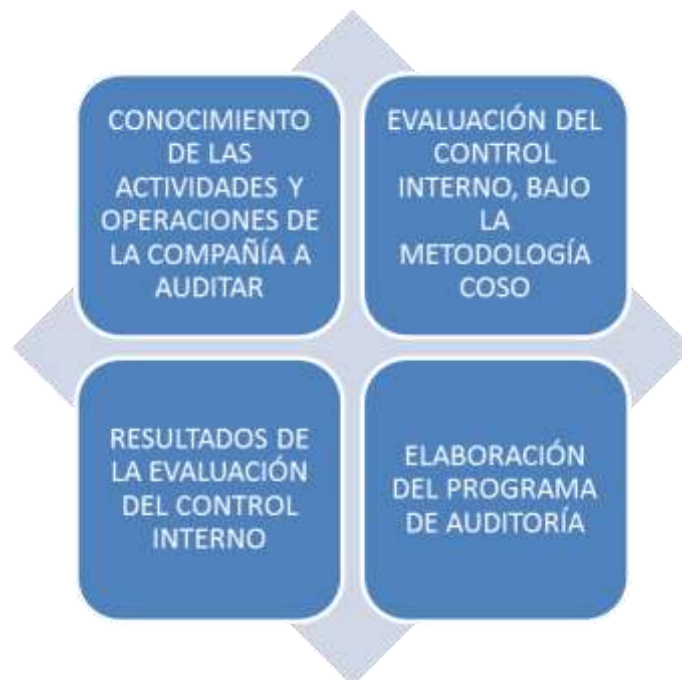 CONOCIMIENTO
DE LAS
ACTIVIDADES Y
OPERACIONES DE
LA COMPAÑÍA A
AUDITAR
EVALUACIÓN DEL
CONTROL
INTERNO, BAJO
LA
METODOLOGÍA
COSO
RESULTADOS DE
LA EVALUACIÓN
DEL CONTROL
INTERNO
ELABORACIÓN
DEL PROGRAMA
DE AUDITORÍA